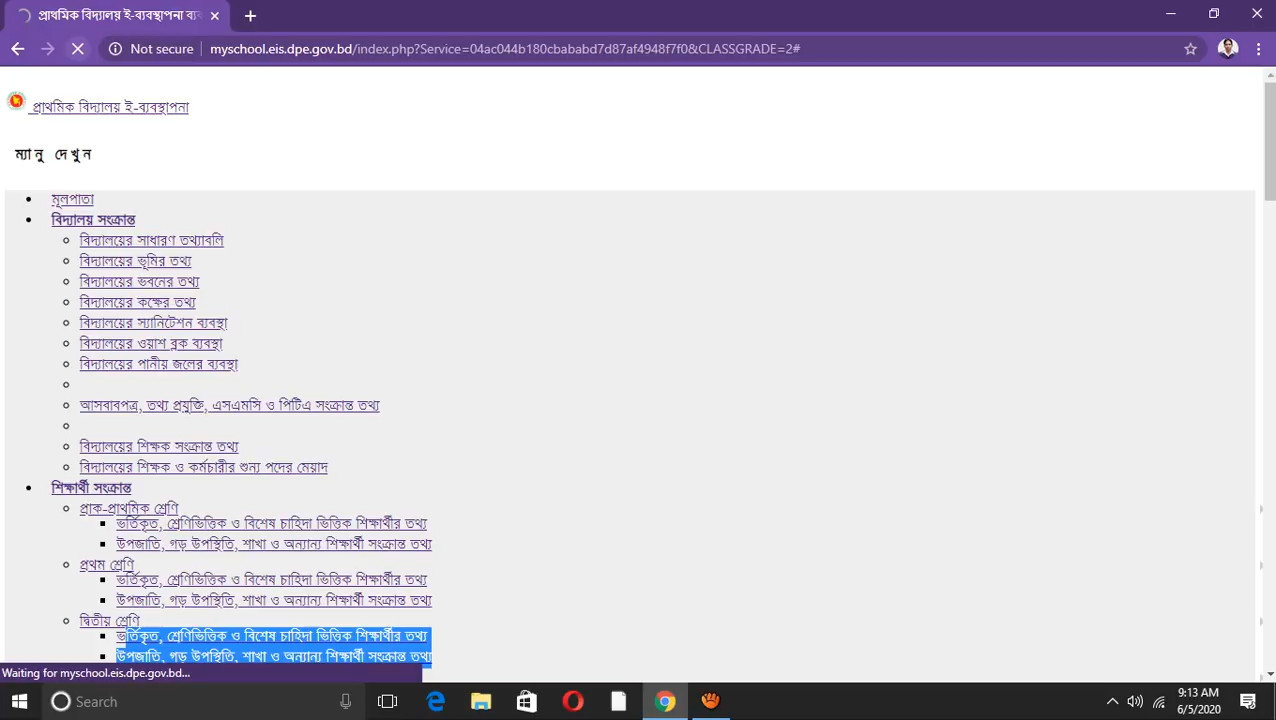 প্রাথমিক বিদ্যালয় ই-ব্যবস্থাপনা ব্যব
Not secure myschool.eis.dpe.gov.bd/index.php?Service=04ac044b180cbababd7d87af4948f7f0&CLASSGRADE=2#
প্রাথমিক বিদ্যালয় ই-ব্যবস্থাপনা
ম্যানু দেখুন
মূলপাতা
বিদ্যালয় সংক্রান্ত
বিদ্যালয়ের সাধারণ তথ্যাবলি
বিদ্যালয়ের ভূমির তথ্য
বিদ্যালয়ের ভবনের তথ্য
বিদ্যালয়ের কক্ষের তথ্য
বিদ্যালয়ের স্যানিটেশন ব্যবস্থা
বিদ্যালয়ের ওয়াশ ব্লক ব্যবস্থা
বিদ্যালয়ের পানীয় জলের ব্যবস্থা
আসবাবপত্র, তথ্য প্রযুক্তি, এসএমসি ও পিটিএ সংক্রান্ত তথ্য
বিদ্যালয়ের শিক্ষক সংক্রান্ত তথ্য
বিদ্যালয়ের শিক্ষক ও কর্মচারীর শুন্য পদের মেয়াদ
শিক্ষার্থী সংক্রান্ত
প্রাক-প্রাথমিক শ্রেণি
ভর্তিকৃত, শ্রেণিভিত্তিক ও বিশেষ চাহিদা ভিত্তিক শিক্ষার্থীর তথ্য
উপজাতি, গড় উপস্থিতি, শাখা ও অন্যান্য শিক্ষার্থী সংক্রান্ত তথ্য
প্রথম শ্রেণি
ভর্তিকৃত, শ্রেণিভিত্তিক ও বিশেষ চাহিদা ভিত্তিক শিক্ষার্থীর তথ্য
উপজাতি, গড় উপস্থিতি, শাখা ও অন্যান্য শিক্ষার্থী সংক্রান্ত তথ্য
দ্বিতীয় শ্রেণি
ভর্তিকৃত, শ্রেণিভিত্তিক ও বিশেষ চাহিদা ভিত্তিক শিক্ষার্থীর তথ্য
উপজাতি, গড় উপস্থিতি, শাখা ও অন্যান্য শিক্ষার্থী সংক্রান্ত তথ্য
Waiting for myschool.eis.dpe.gov.bd...
Search
9:13 AM
6/5/2020